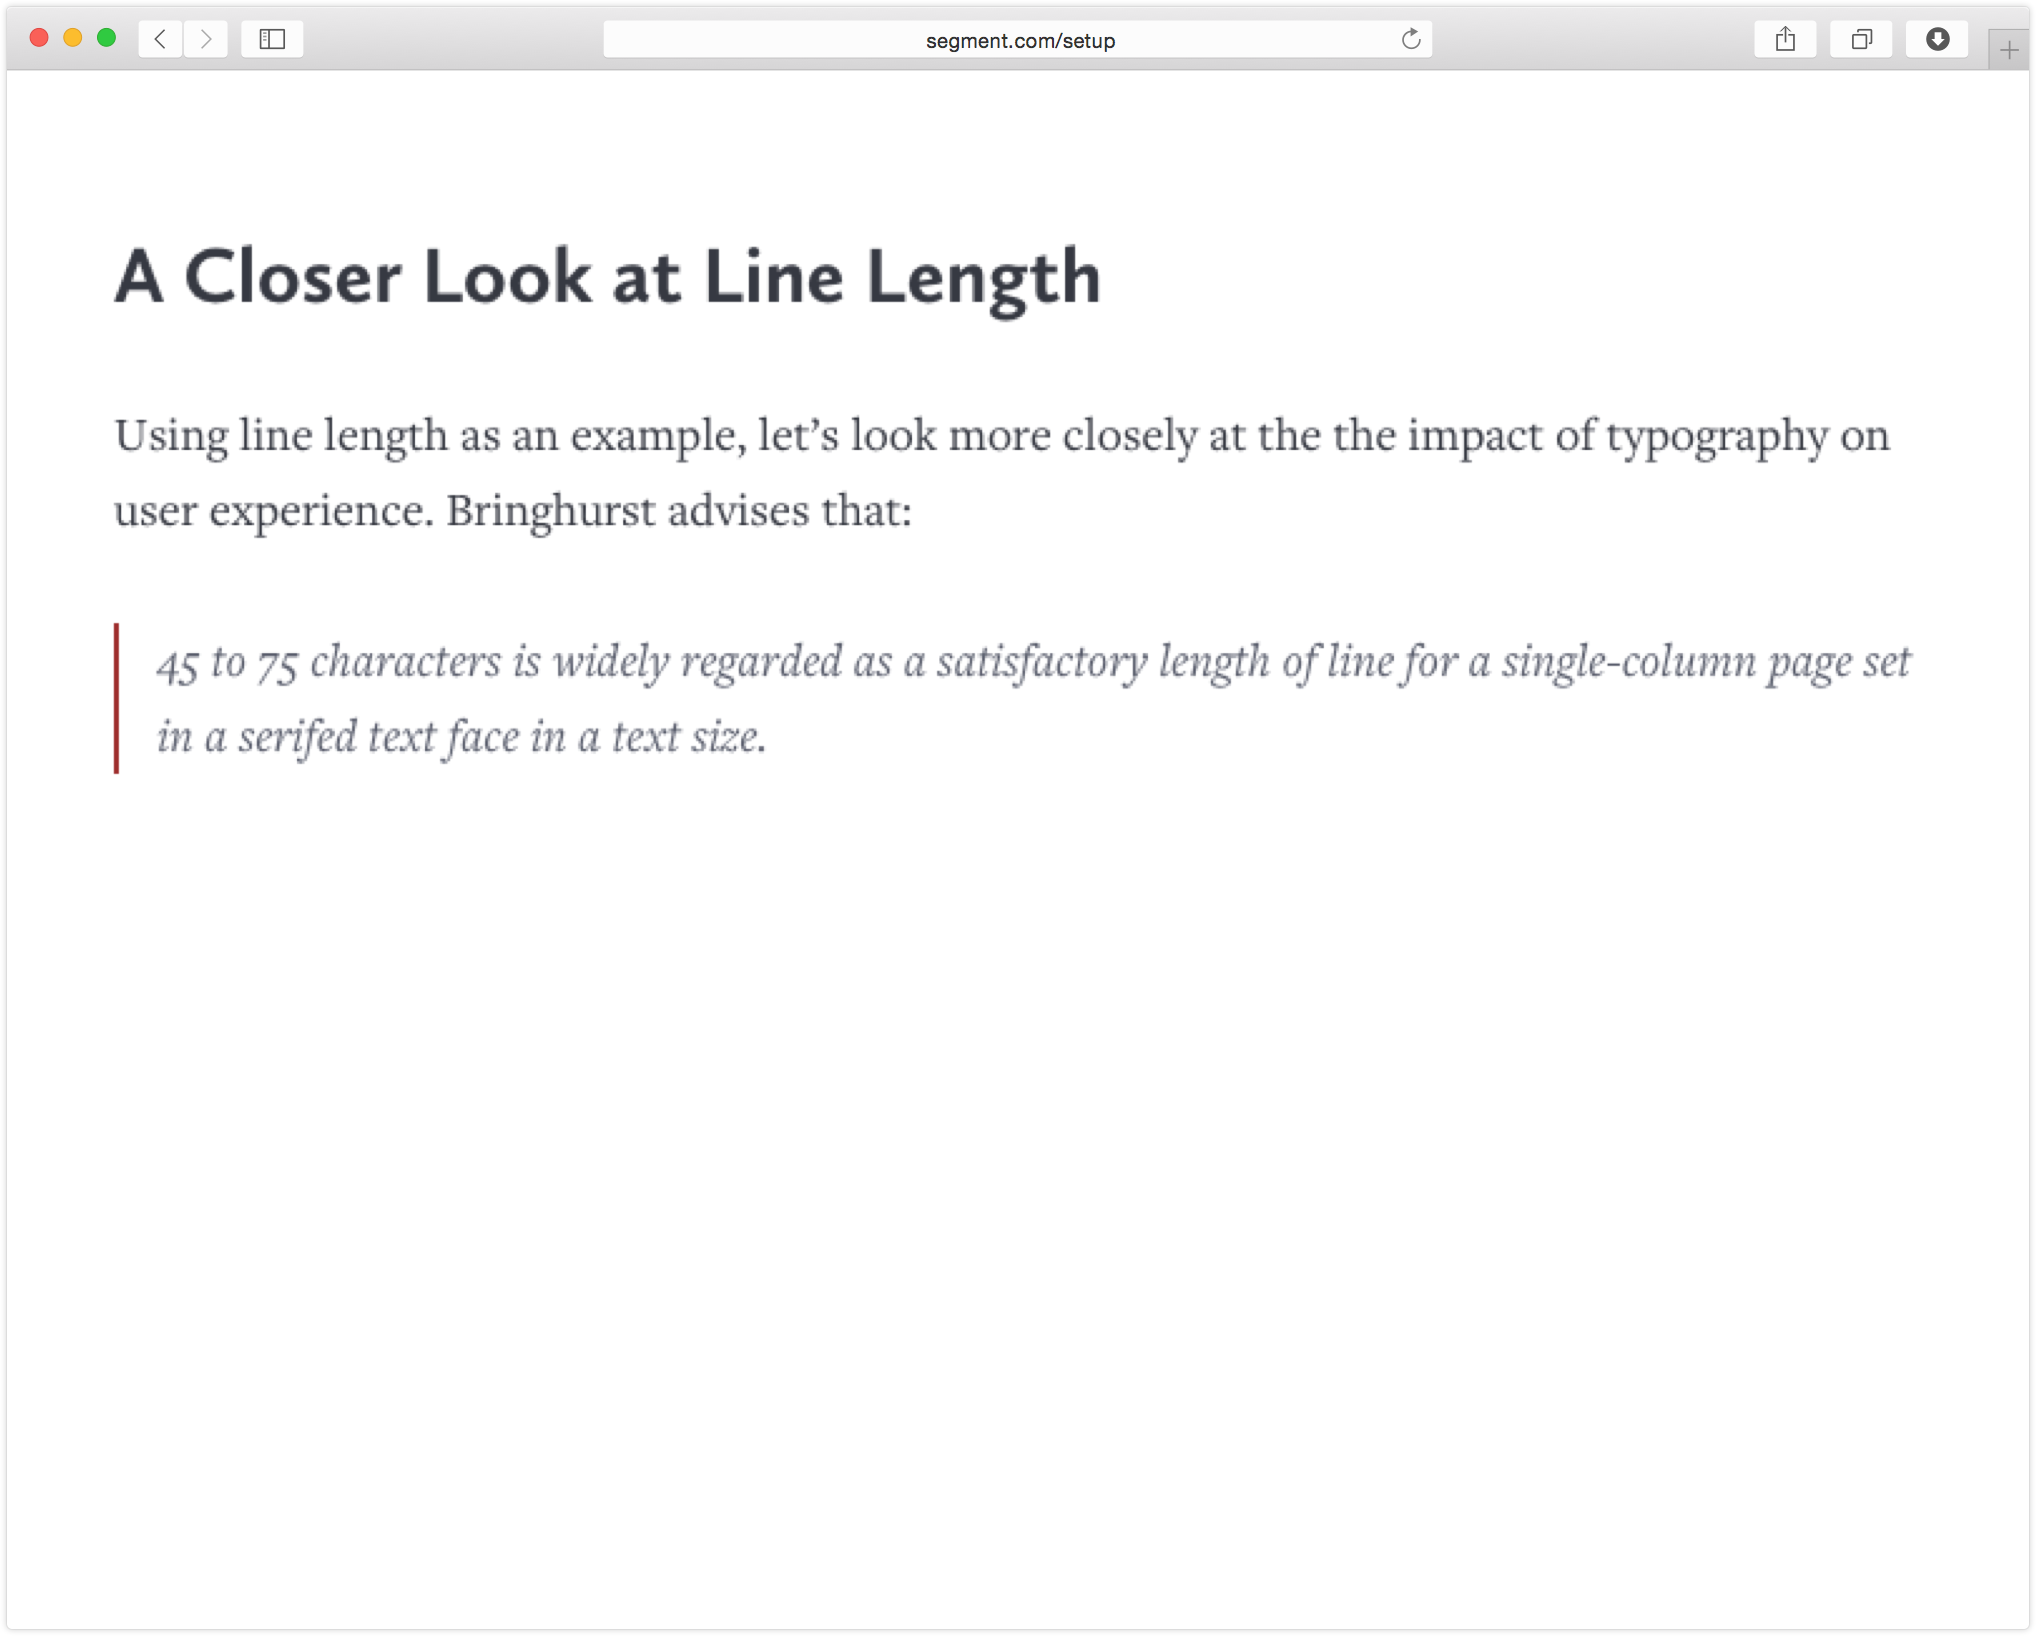 segment.com/setup
A Closer Look at Line Length
Using line length as an example, let’s look more closely at the the impact of typography on
user experience. Bringhurst advises that:
45 to 75 characters is widely regarded as a satisfactory length of line for a single-column page set
in a serifed text face in a text size.